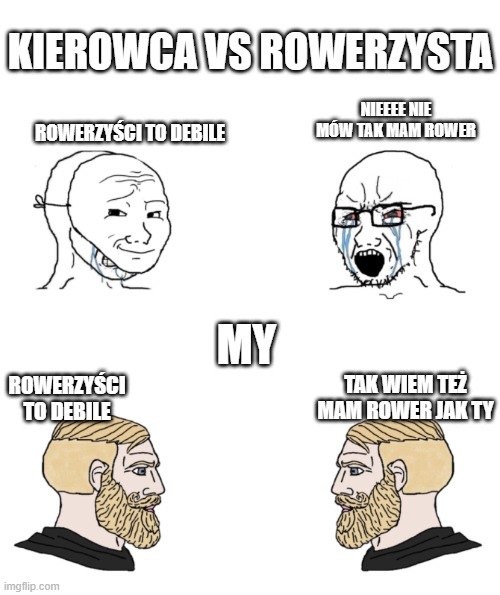 KIEROWCA VS ROWERZYSTA
NIEEEE NIE
MÓW TAK MAM ROWER
ROWERZYŚCI TO DEBILE
MY
ROWERZYŚCI
TO DEBILE
TAK WIEM TEŻ
MAM ROWER JAK TY
imgflip.com